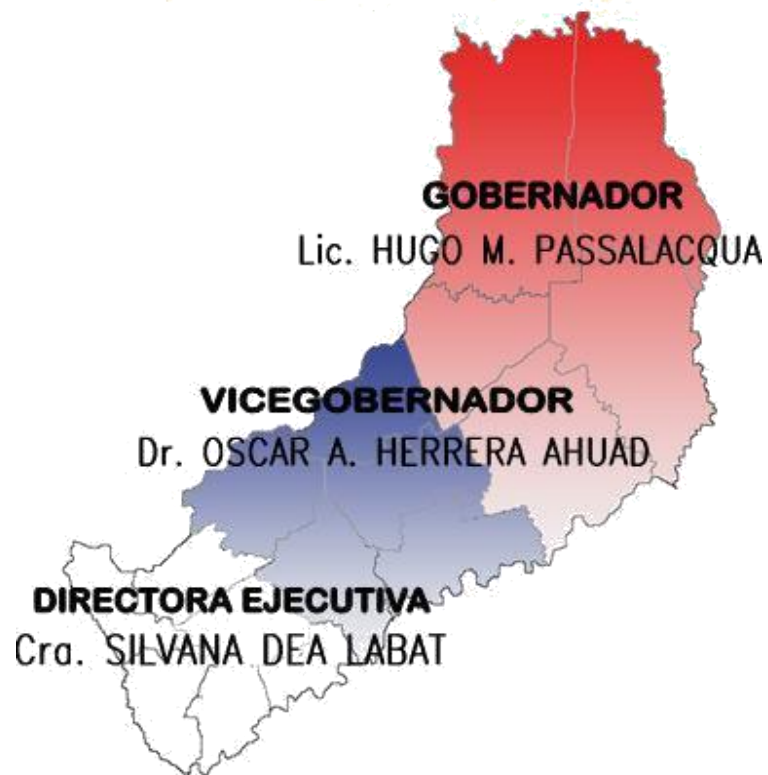 GOBERNADOR
Lic. HUGO M. PASSALACQUA
VICEGOBERNADOR
Dr. OSCAR A. HERRERA AHUAD
DIRECTORA EJECUTIVA
Cra. SILVANA DEA LABAT